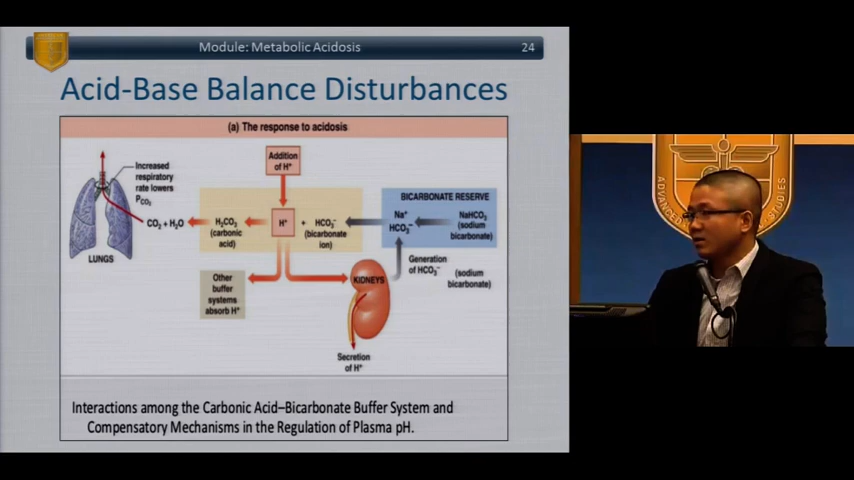 Module: Metabolic Acidosis
24
Acid-Base Balance Disturbances
(a) The response to acidosis
Addition
of H⁺
Increased
respiratory
rate lowers
P_CO₂
BICARBONATE RESERVE
CO₂ + H₂O
H₂CO₃
(carbonic
acid)
H⁺
+
HCO₃⁻
(bicarbonate
ion)
Na⁺
HCO₃⁻
NaHCO₃
(sodium
bicarbonate)
LUNGS
Other
buffer
systems
absorb H⁺
KIDNEYS
Generation
of HCO₃⁻
(sodium
bicarbonate)
Secretion
of H⁺
Interactions among the Carbonic Acid–Bicarbonate Buffer System and
Compensatory Mechanisms in the Regulation of Plasma pH.
ADVANCED
STUDIES